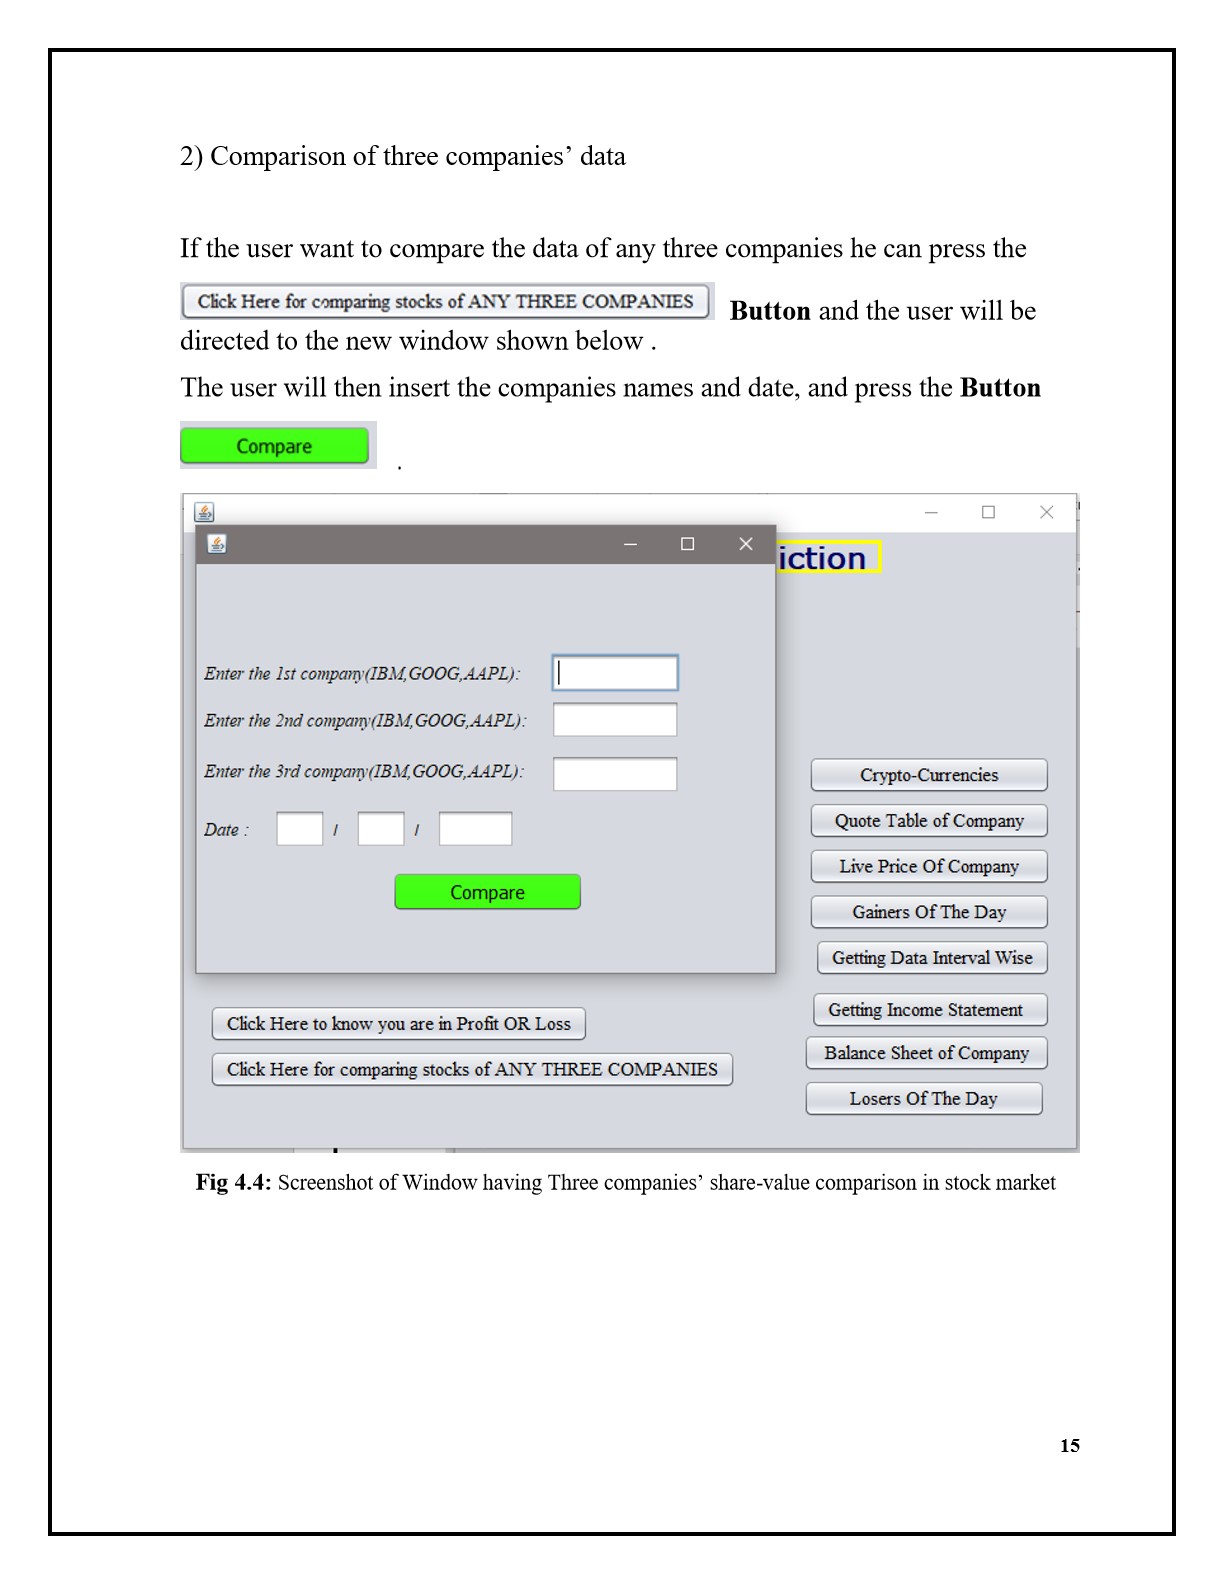 2) Comparison of three companies’ data
If the user want to compare the data of any three companies he can press the
Click Here for comparing stocks of ANY THREE COMPANIES Button and the user will be
directed to the new window shown below .
The user will then insert the companies names and date, and press the Button
Compare .
iction
Enter the 1st company(IBM,GOOG,AAPL):
Enter the 2nd company(IBM,GOOG,AAPL):
Enter the 3rd company(IBM,GOOG,AAPL):
Date : / /
Compare
Crypto-Currencies
Quote Table of Company
Live Price Of Company
Gainers Of The Day
Getting Data Interval Wise
Getting Income Statement
Balance Sheet of Company
Losers Of The Day
Click Here to know you are in Profit OR Loss
Click Here for comparing stocks of ANY THREE COMPANIES
Fig 4.4: Screenshot of Window having Three companies’ share-value comparison in stock market
15